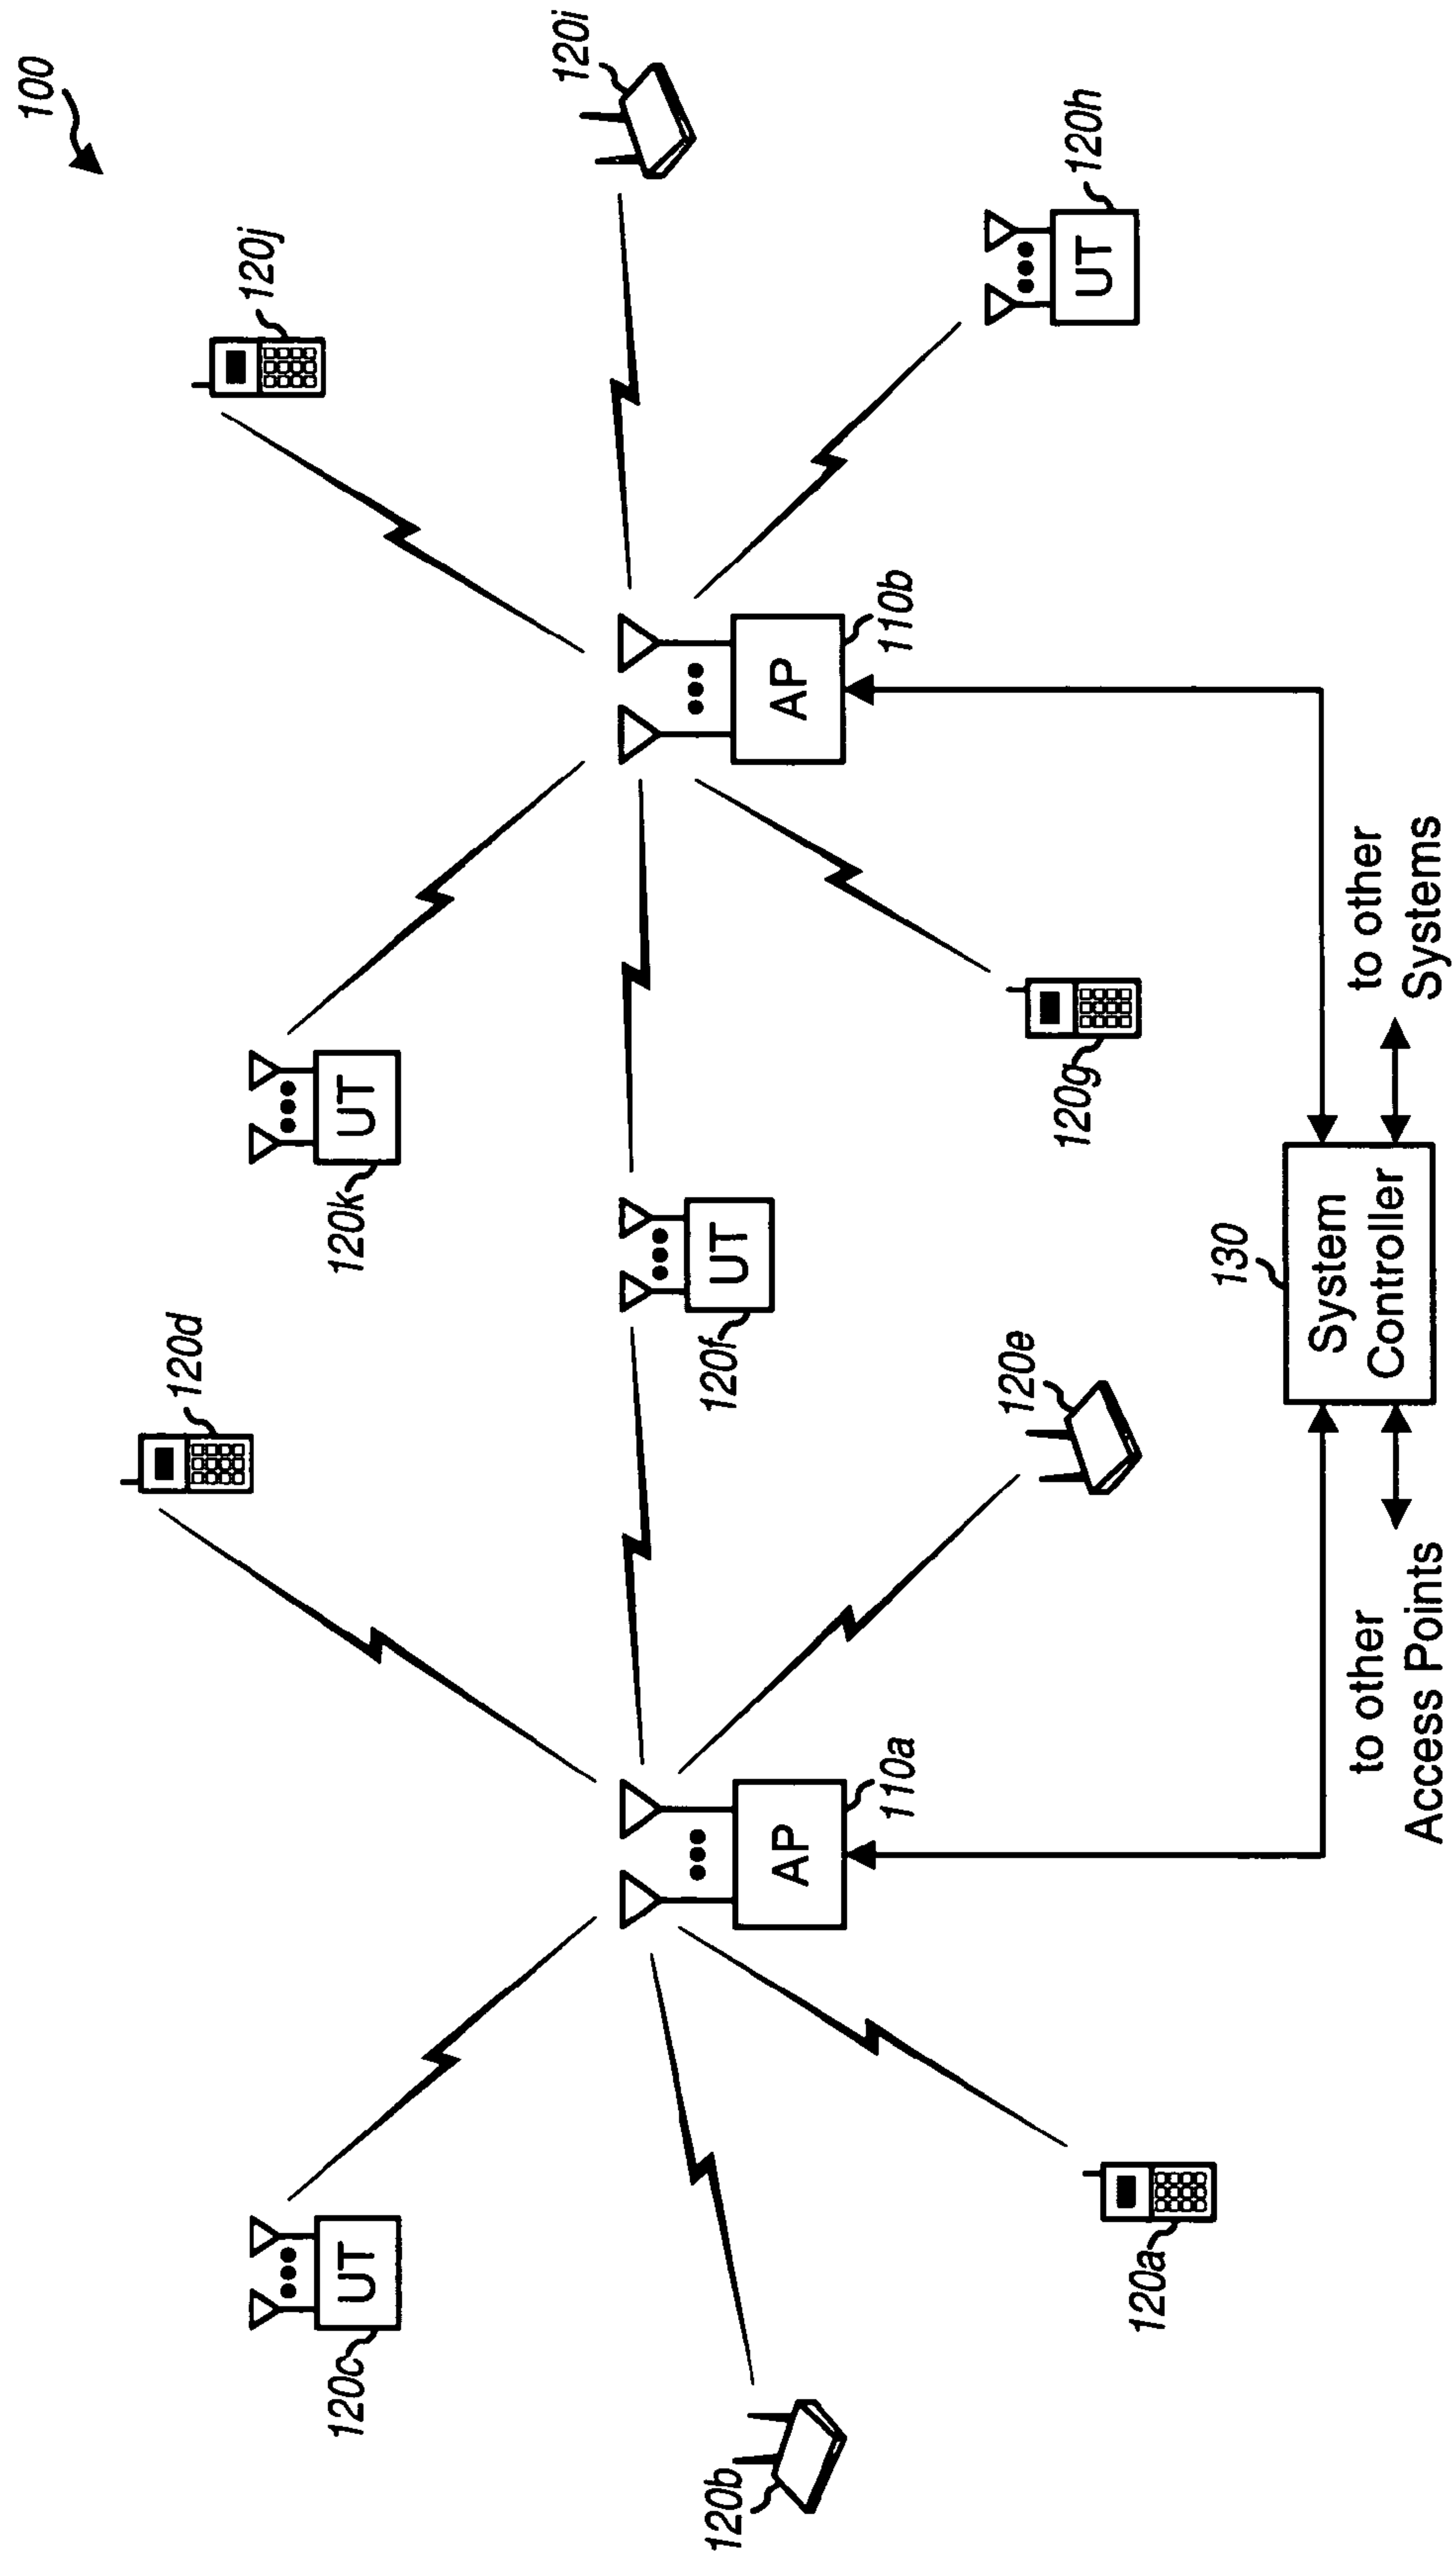 100
120d
120j
120c
UT
120k
UT
120i
120b
120f
UT
AP
110a
AP
110b
120a
120e
120g
120h
UT
130
System
Controller
to other
Access Points
to other
Systems